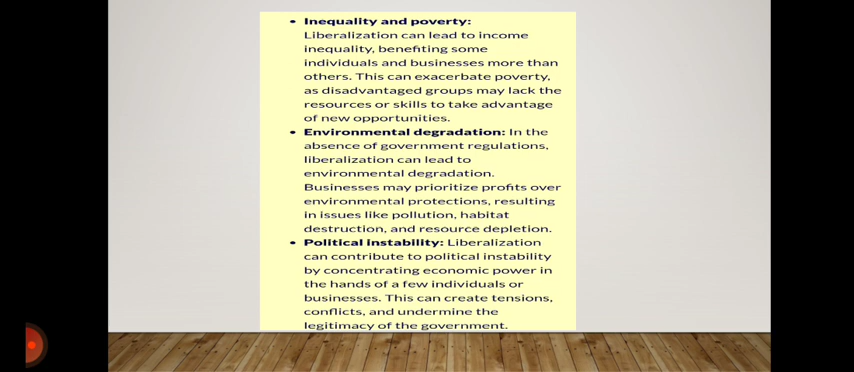 • Inequality and poverty:
Liberalization can lead to income
inequality, benefiting some
individuals and businesses more than
others. This can exacerbate poverty,
as disadvantaged groups may lack the
resources or skills to take advantage
of new opportunities.
• Environmental degradation: In the
absence of government regulations,
liberalization can lead to
environmental degradation.
Businesses may prioritize profits over
environmental protections, resulting
in issues like pollution, habitat
destruction, and resource depletion.
• Political instability: Liberalization
can contribute to political instability
by concentrating economic power in
the hands of a few individuals or
businesses. This can create tensions,
conflicts, and undermine the
legitimacy of the government.